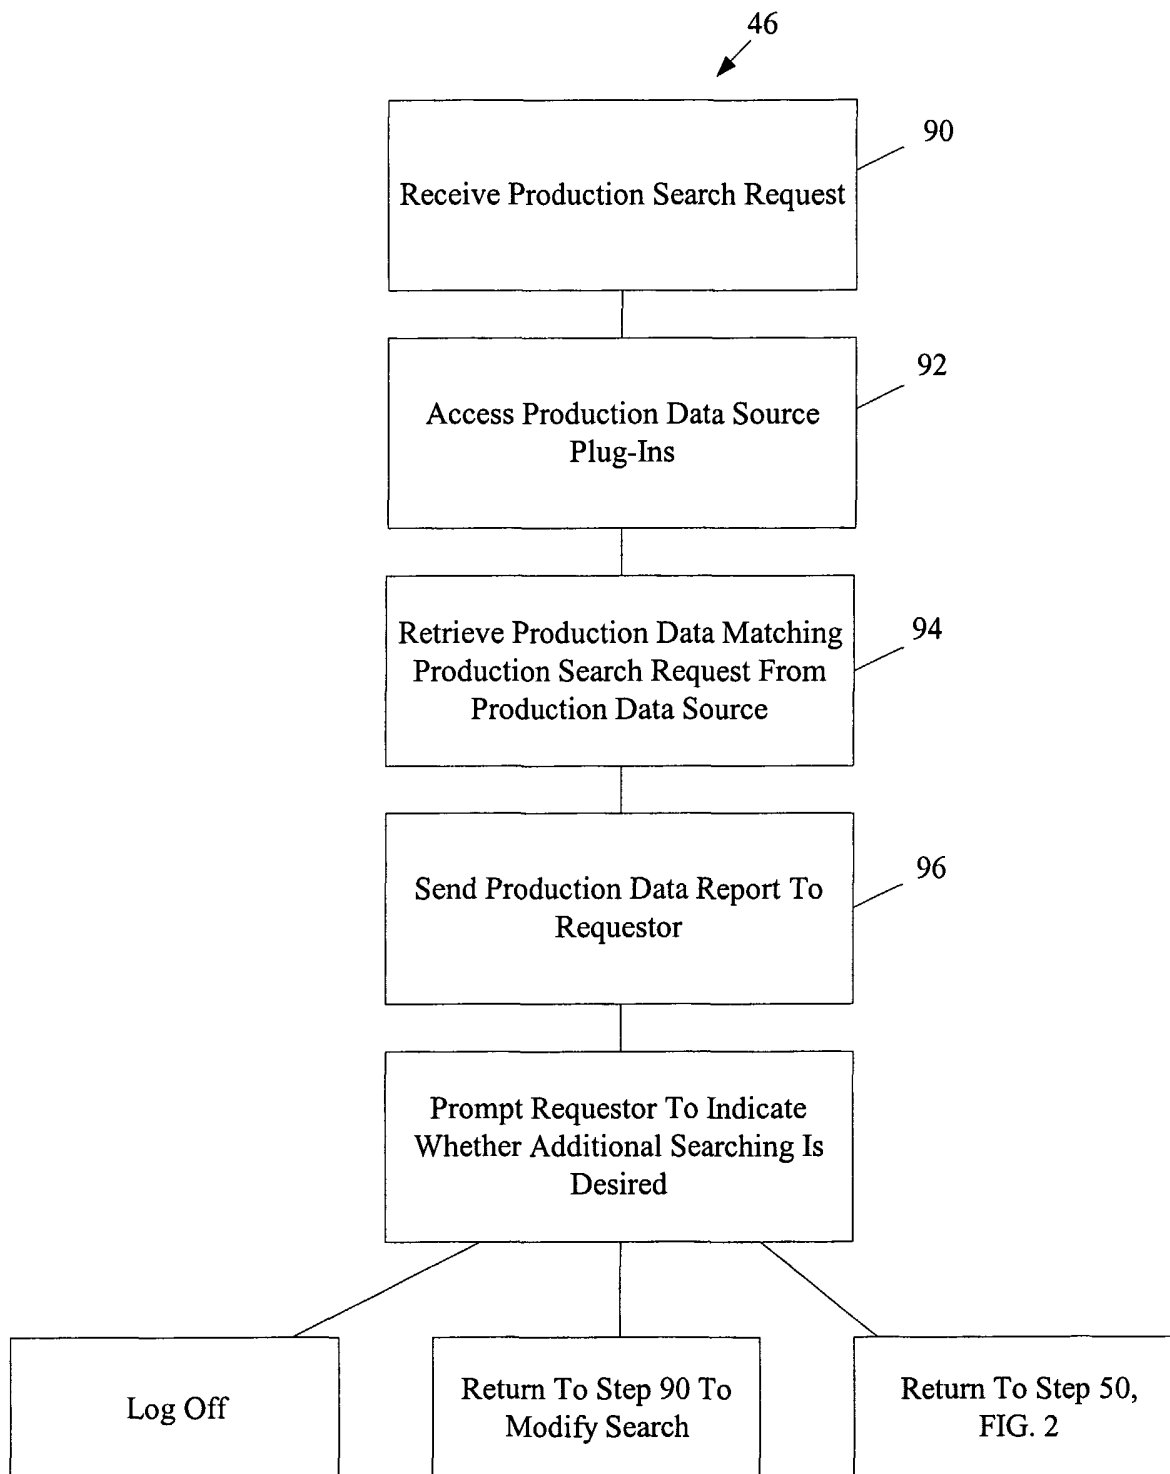 46
90
Receive Production Search Request
92
Access Production Data Source
Plug-Ins
94
Retrieve Production Data Matching
Production Search Request From
Production Data Source
96
Send Production Data Report To
Requestor
Prompt Requestor To Indicate
Whether Additional Searching Is
Desired
Log Off
Return To Step 90 To
Modify Search
Return To Step 50,
FIG. 2